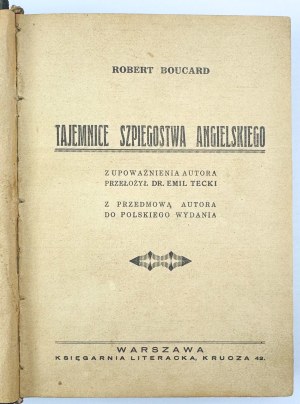 ROBERT BOUCARD
TAJEMNICE SZPIEGOSTWA ANGIELSKIEGO
Z UPOWAŻNIENIA AUTORA
PRZEŁOŻYŁ DR. EMIL TECKI
Z PRZEDMOWĄ AUTORA
DO POLSKIEGO WYDANIA
WARSZAWA
KSIĘGARNIA LITERACKA, KRUCZA 42.